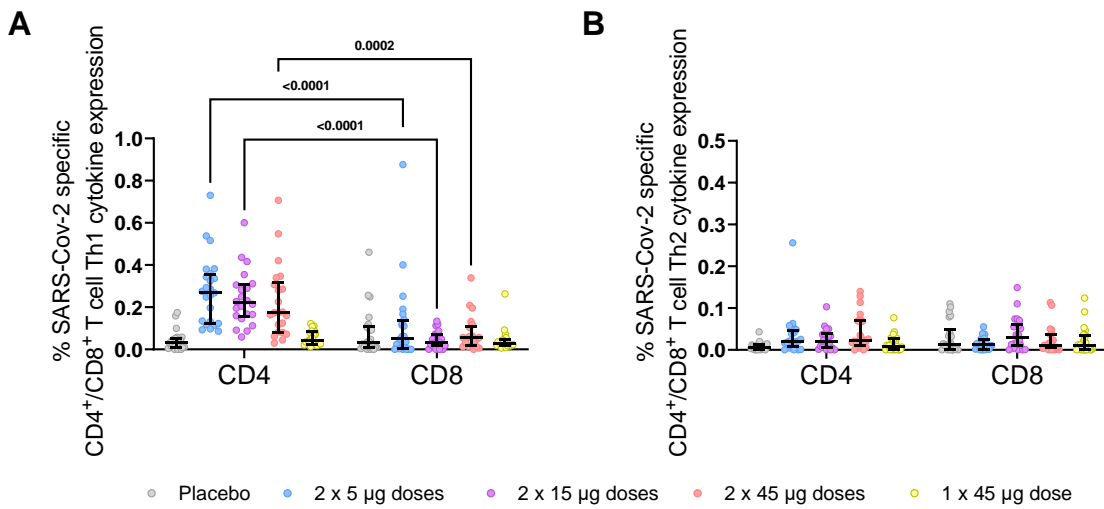 A
B
0.0002
<0.0001
<0.0001
% SARS-Cov-2 specific
CD4⁺/CD8⁺ T cell Th1 cytokine expression
1.0
0.8
0.6
0.4
0.2
0.0
CD4
CD8
% SARS-Cov-2 specific
CD4⁺/CD8⁺ T cell Th2 cytokine expression
0.5
0.4
0.3
0.2
0.1
0.0
CD4
CD8
Placebo
2 x 5 μg doses
2 x 15 μg doses
2 x 45 μg doses
1 x 45 μg dose